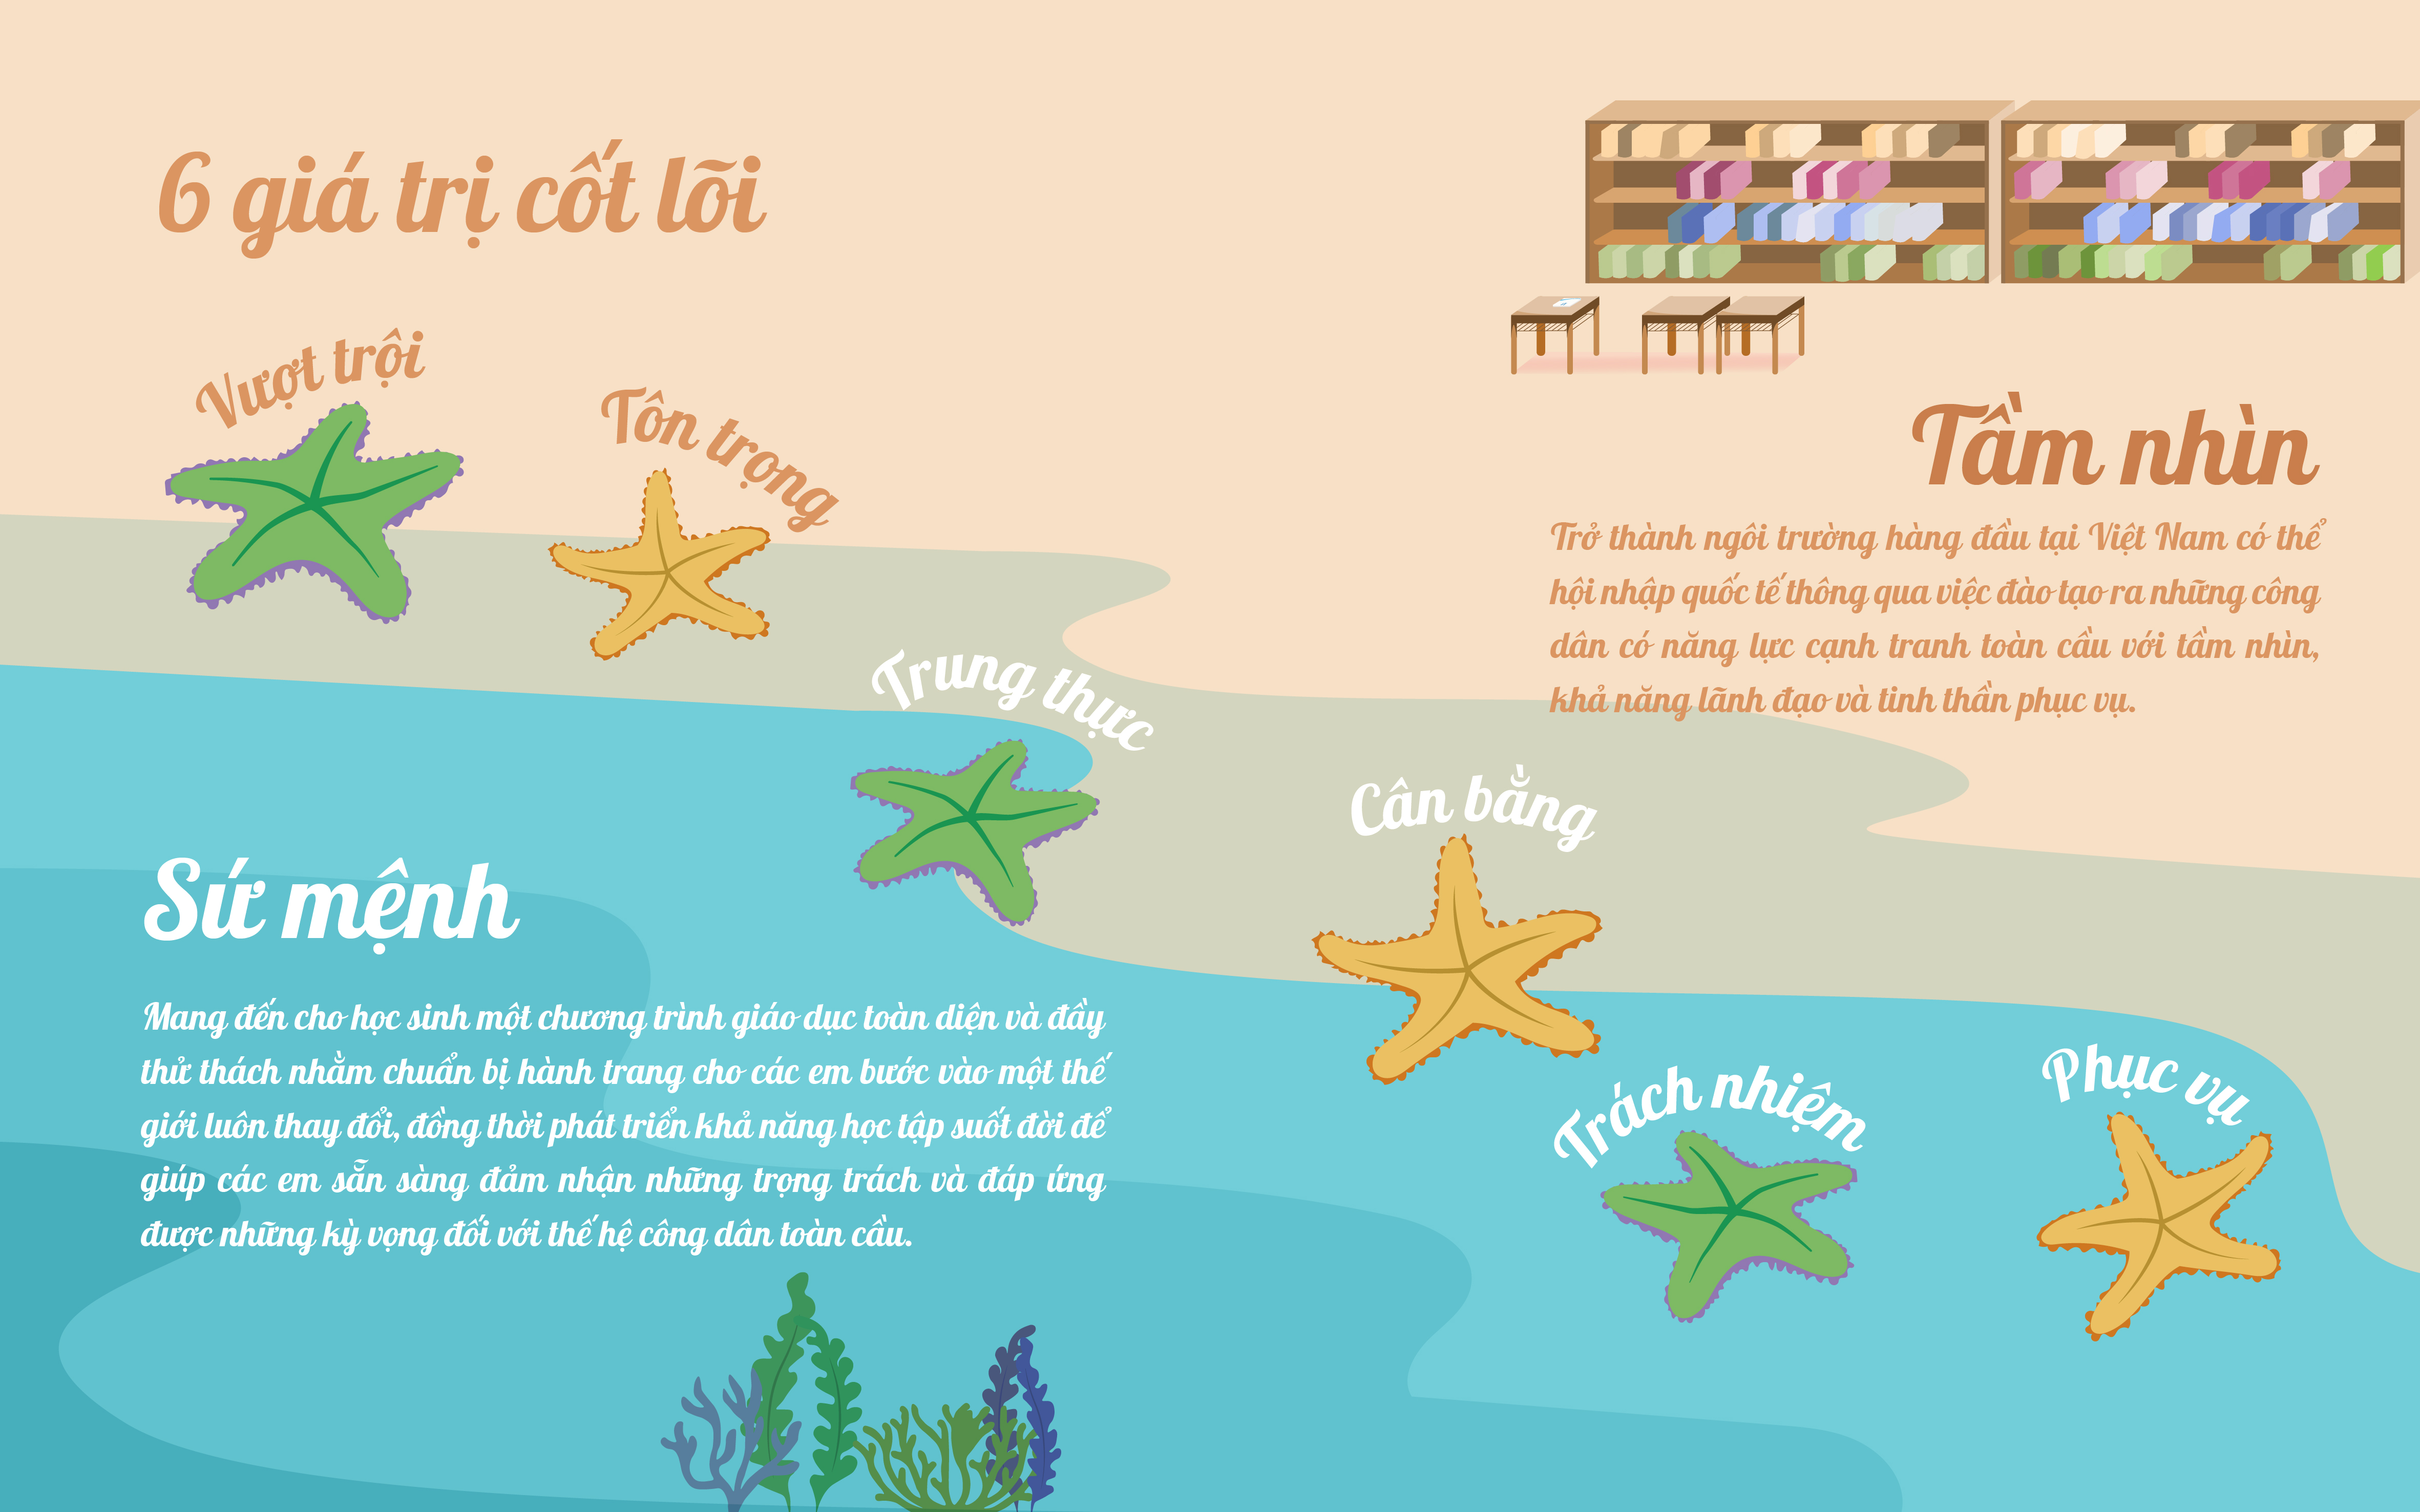 6 giá trị cốt lõi
Vượt trội
Tôn trọng
Trung thực
Cân bằng
Trách nhiệm
Phục vụ
Tầm nhìn
Trở thành ngôi trường hàng đầu tại Việt Nam có thể
hội nhập quốc tế thông qua việc đào tạo ra những công
dân có năng lực cạnh tranh toàn cầu với tầm nhìn,
khả năng lãnh đạo và tinh thần phục vụ.
Sứ mệnh
Mang đến cho học sinh một chương trình giáo dục toàn diện và đầy
thử thách nhằm chuẩn bị hành trang cho các em bước vào một thế
giới luôn thay đổi, đồng thời phát triển khả năng học tập suốt đời để
giúp các em sẵn sàng đảm nhận những trọng trách và đáp ứng
được những kỳ vọng đối với thế hệ công dân toàn cầu.